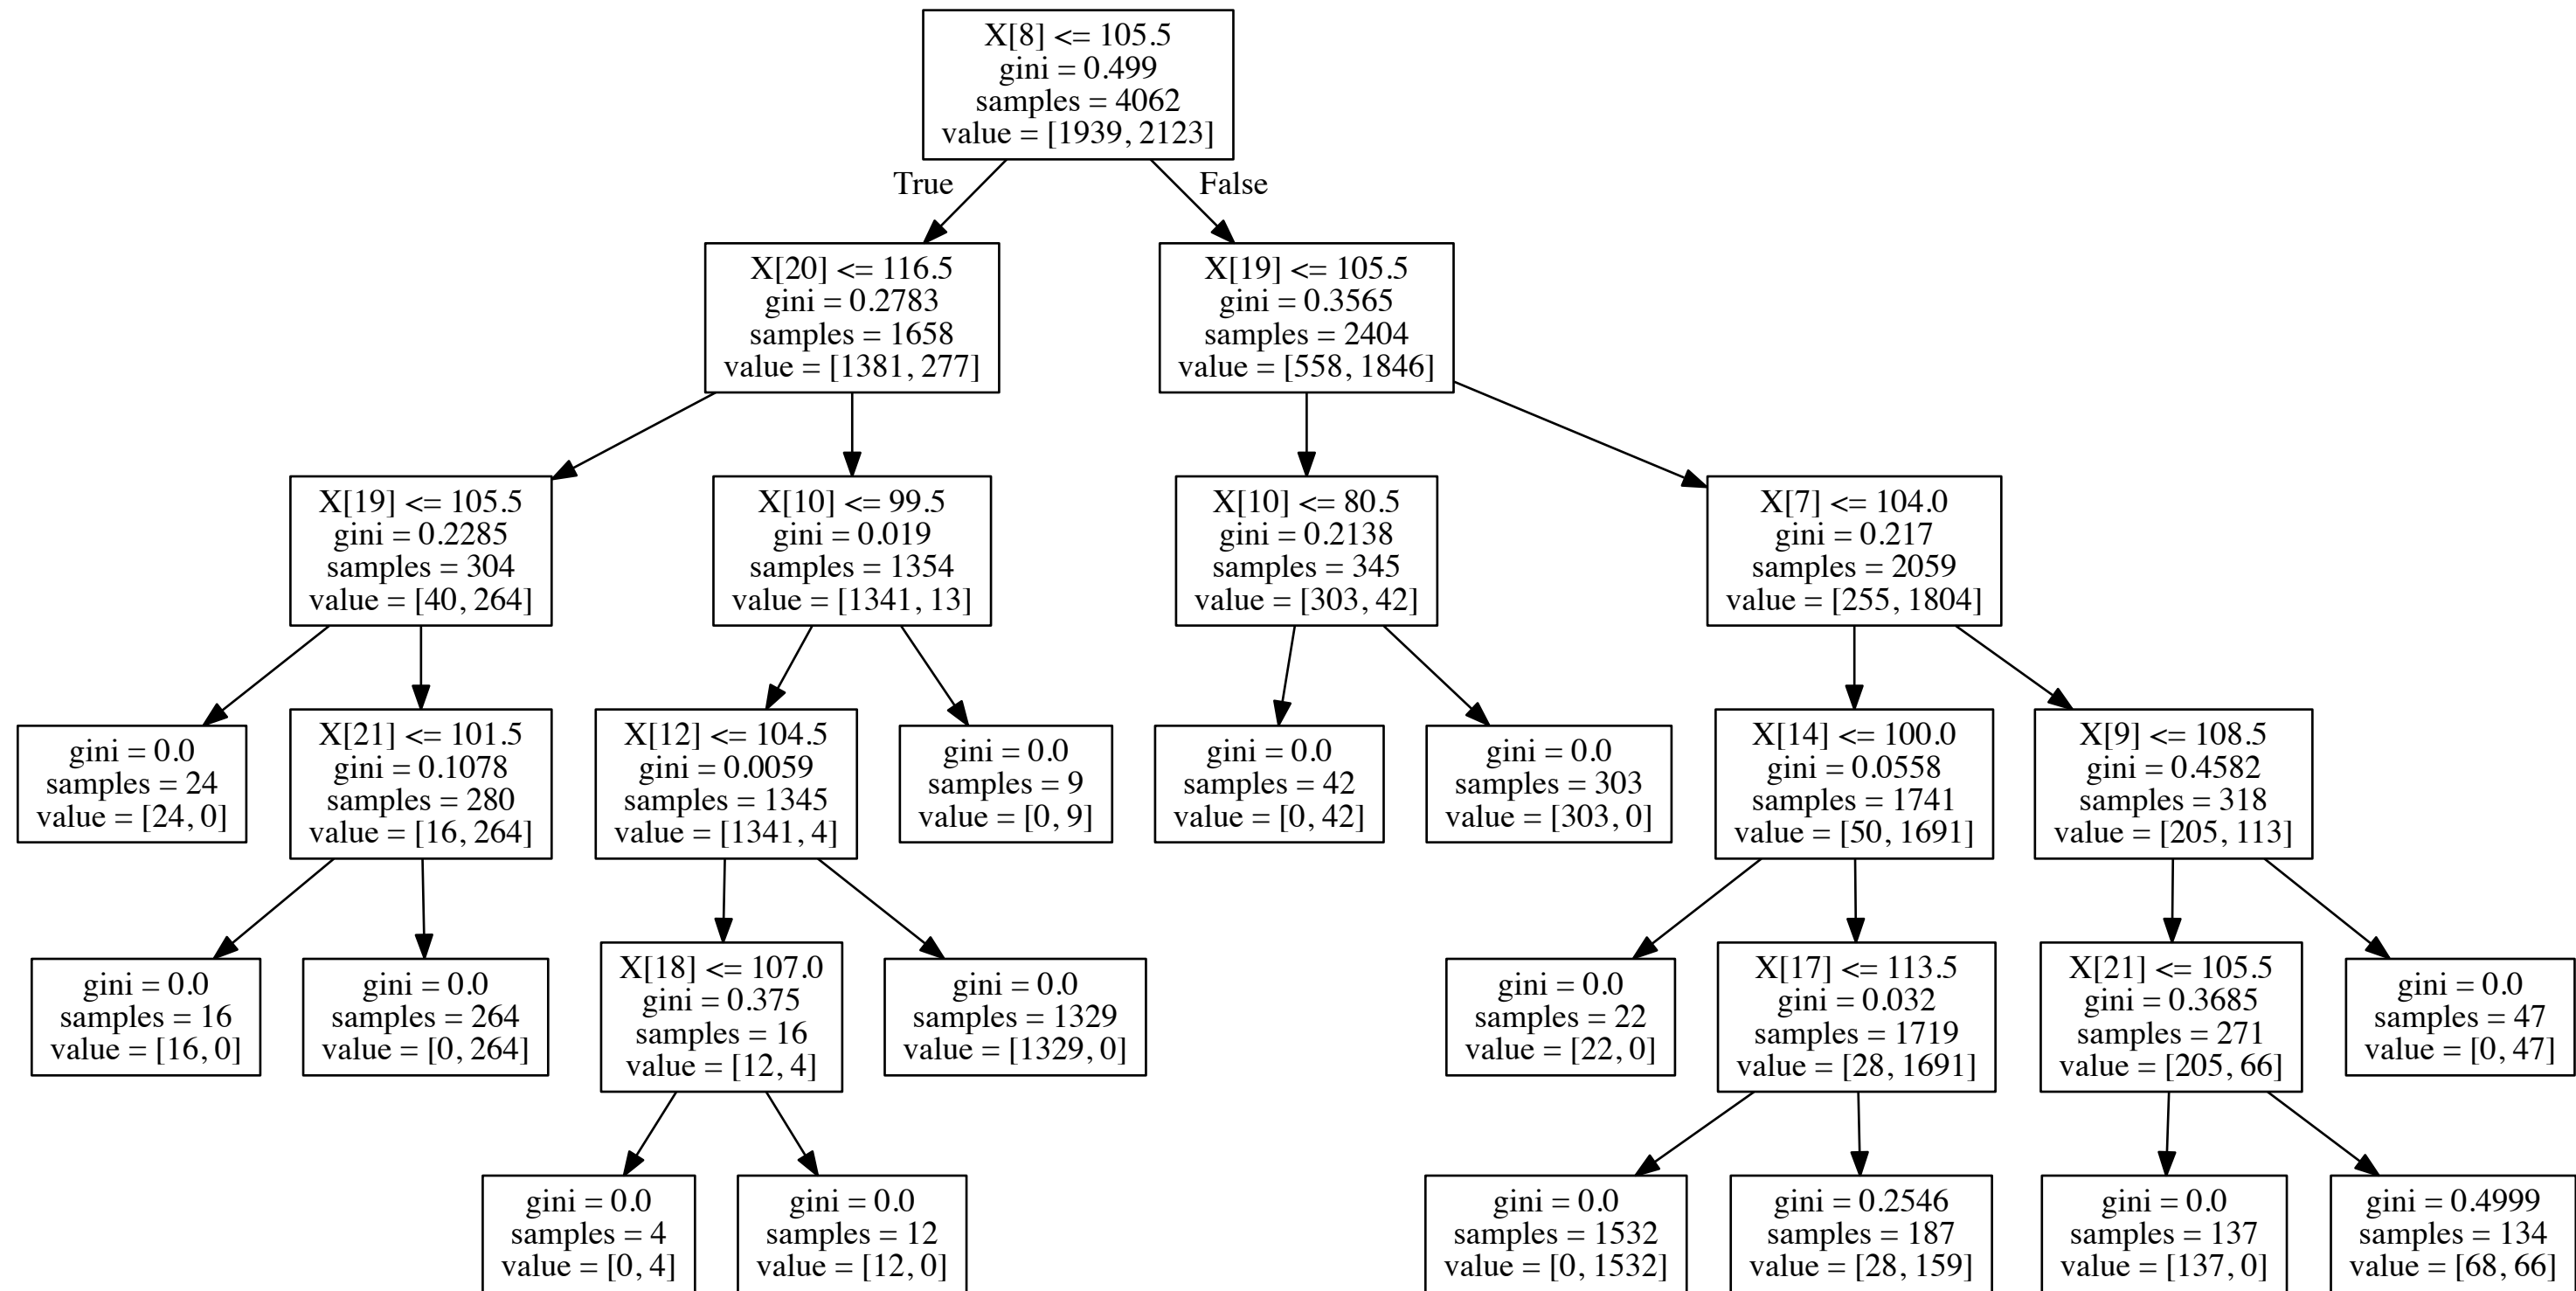 X[8] <= 105.5
gini = 0.499
samples = 4062
value = [1939, 2123]
True
False
X[20] <= 116.5
gini = 0.2783
samples = 1658
value = [1381, 277]
X[19] <= 105.5
gini = 0.3565
samples = 2404
value = [558, 1846]
X[19] <= 105.5
gini = 0.2285
samples = 304
value = [40, 264]
X[10] <= 99.5
gini = 0.019
samples = 1354
value = [1341, 13]
X[10] <= 80.5
gini = 0.2138
samples = 345
value = [303, 42]
X[7] <= 104.0
gini = 0.217
samples = 2059
value = [255, 1804]
gini = 0.0
samples = 24
value = [24, 0]
X[21] <= 101.5
gini = 0.1078
samples = 280
value = [16, 264]
X[12] <= 104.5
gini = 0.0059
samples = 1345
value = [1341, 4]
gini = 0.0
samples = 9
value = [0, 9]
gini = 0.0
samples = 42
value = [0, 42]
gini = 0.0
samples = 303
value = [303, 0]
X[14] <= 100.0
gini = 0.0558
samples = 1741
value = [50, 1691]
X[9] <= 108.5
gini = 0.4582
samples = 318
value = [205, 113]
gini = 0.0
samples = 16
value = [16, 0]
gini = 0.0
samples = 264
value = [0, 264]
X[18] <= 107.0
gini = 0.375
samples = 16
value = [12, 4]
gini = 0.0
samples = 1329
value = [1329, 0]
gini = 0.0
samples = 22
value = [22, 0]
X[17] <= 113.5
gini = 0.032
samples = 1719
value = [28, 1691]
X[21] <= 105.5
gini = 0.3685
samples = 271
value = [205, 66]
gini = 0.0
samples = 47
value = [0, 47]
gini = 0.0
samples = 4
value = [0, 4]
gini = 0.0
samples = 12
value = [12, 0]
gini = 0.0
samples = 1532
value = [0, 1532]
gini = 0.2546
samples = 187
value = [28, 159]
gini = 0.0
samples = 137
value = [137, 0]
gini = 0.4999
samples = 134
value = [68, 66]